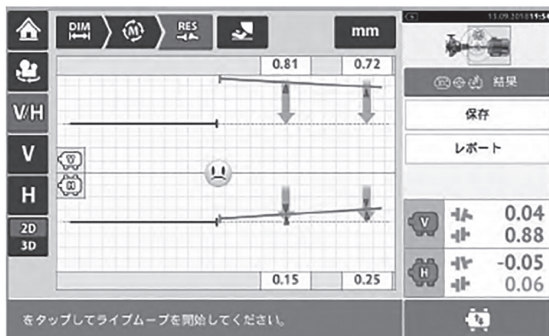 DIM
M
RES
mm
13.09.2018 19:54
V/H
V
H
2D
3D
0.81
0.72
V
H
0.15
0.25
結果
保存
レポート
V
0.04
0.88
H
-0.05
0.06
をタップしてライブムーブを開始してください。